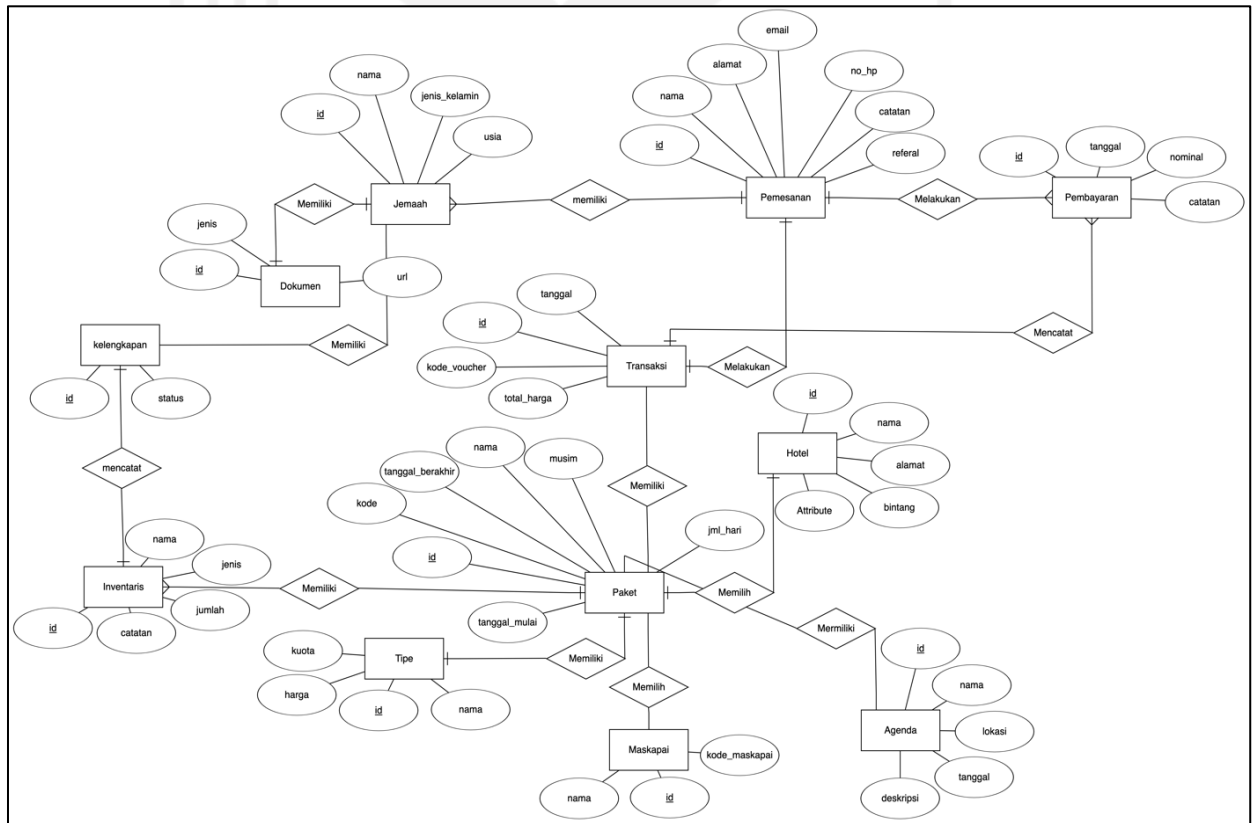 email
nama
alamat
no_hp
jenis_kelamin
nama
catatan
id
usia
id
referal
id
tanggal
nominal
Memiliki
Jemaah
memiliki
Pemesanan
Melakukan
Pembayaran
catatan
jenis
id
Dokumen
url
tanggal
id
kelengkapan
Memiliki
Mencatat
kode_voucher
Transaksi
Melakukan
id
status
total_harga
id
nama
Hotel
alamat
mencatat
nama
musim
tanggal_berakhir
Memiliki
Attribute
bintang
kode
jml_hari
nama
id
jenis
Inventaris
Memiliki
Paket
Memilih
jumlah
id
catatan
tanggal_mulai
Mermiliki
kuota
Tipe
Memiliki
id
harga
id
nama
Memilih
nama
Agenda
lokasi
Maskapai
kode_maskapai
tanggal
nama
id
deskripsi